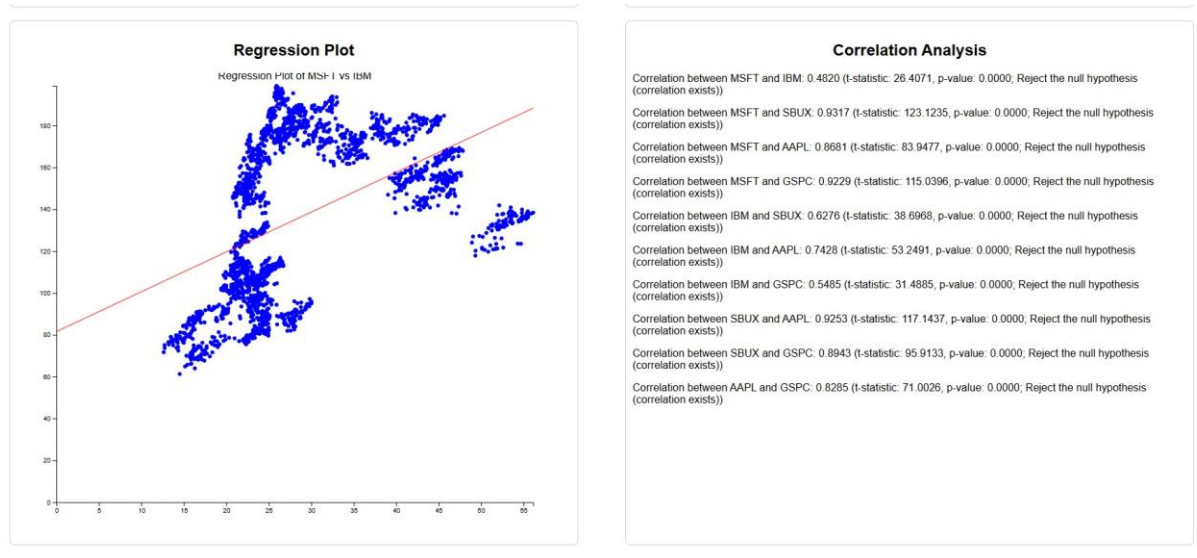 Regression Plot
Regression Plot of MSFT vs IBM
180
160
140
120
100
80
60
40
20
0
0 5 10 15 20 25 30 35 40 45 50 55
Correlation Analysis
Correlation between MSFT and IBM: 0.4820 (t-statistic: 26.4071, p-value: 0.0000; Reject the null hypothesis
(correlation exists))
Correlation between MSFT and SBUX: 0.9317 (t-statistic: 123.1235, p-value: 0.0000; Reject the null hypothesis
(correlation exists))
Correlation between MSFT and AAPL: 0.8681 (t-statistic: 83.9477, p-value: 0.0000; Reject the null hypothesis
(correlation exists))
Correlation between MSFT and GSPC: 0.9229 (t-statistic: 115.0396, p-value: 0.0000; Reject the null hypothesis
(correlation exists))
Correlation between IBM and SBUX: 0.6276 (t-statistic: 38.6968, p-value: 0.0000; Reject the null hypothesis
(correlation exists))
Correlation between IBM and AAPL: 0.7428 (t-statistic: 53.2491, p-value: 0.0000; Reject the null hypothesis
(correlation exists))
Correlation between IBM and GSPC: 0.5485 (t-statistic: 31.4885, p-value: 0.0000; Reject the null hypothesis
(correlation exists))
Correlation between SBUX and AAPL: 0.9253 (t-statistic: 117.1437, p-value: 0.0000; Reject the null hypothesis
(correlation exists))
Correlation between SBUX and GSPC: 0.8943 (t-statistic: 95.9133, p-value: 0.0000; Reject the null hypothesis
(correlation exists))
Correlation between AAPL and GSPC: 0.8285 (t-statistic: 71.0026, p-value: 0.0000; Reject the null hypothesis
(correlation exists))